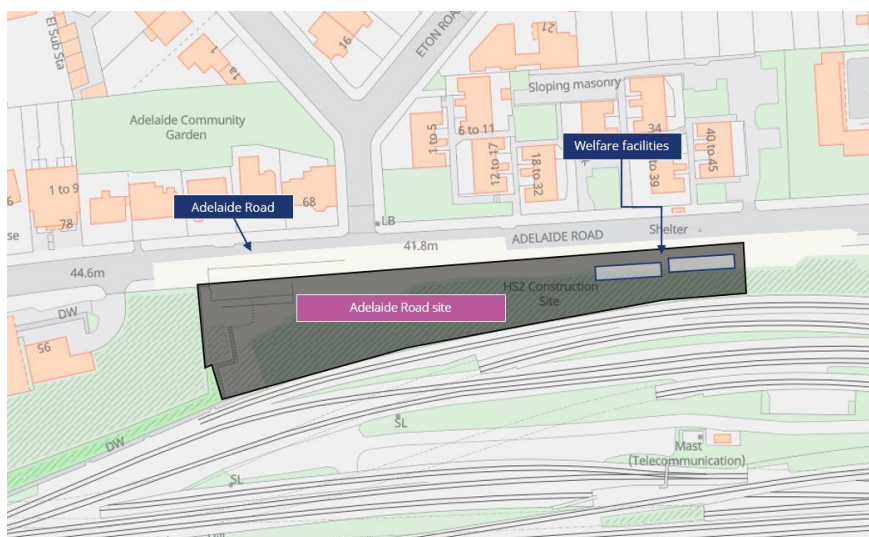 El Sub Sta
1
1a
16
ETON ROAD
21
Sloping masonry
Adelaide Community
Garden
1 to 5
6 to 11
12 to 17
18 to 32
34
to 39
40 to 45
Welfare facilities
1 to 9
78
68
Adelaide Road
LB
41.8m
ADELAIDE ROAD
Shelter
44.6m
HS2 Construction
Site
Adelaide Road site
DW
95
DW
SL
SL
Mast
(Telecommunication)